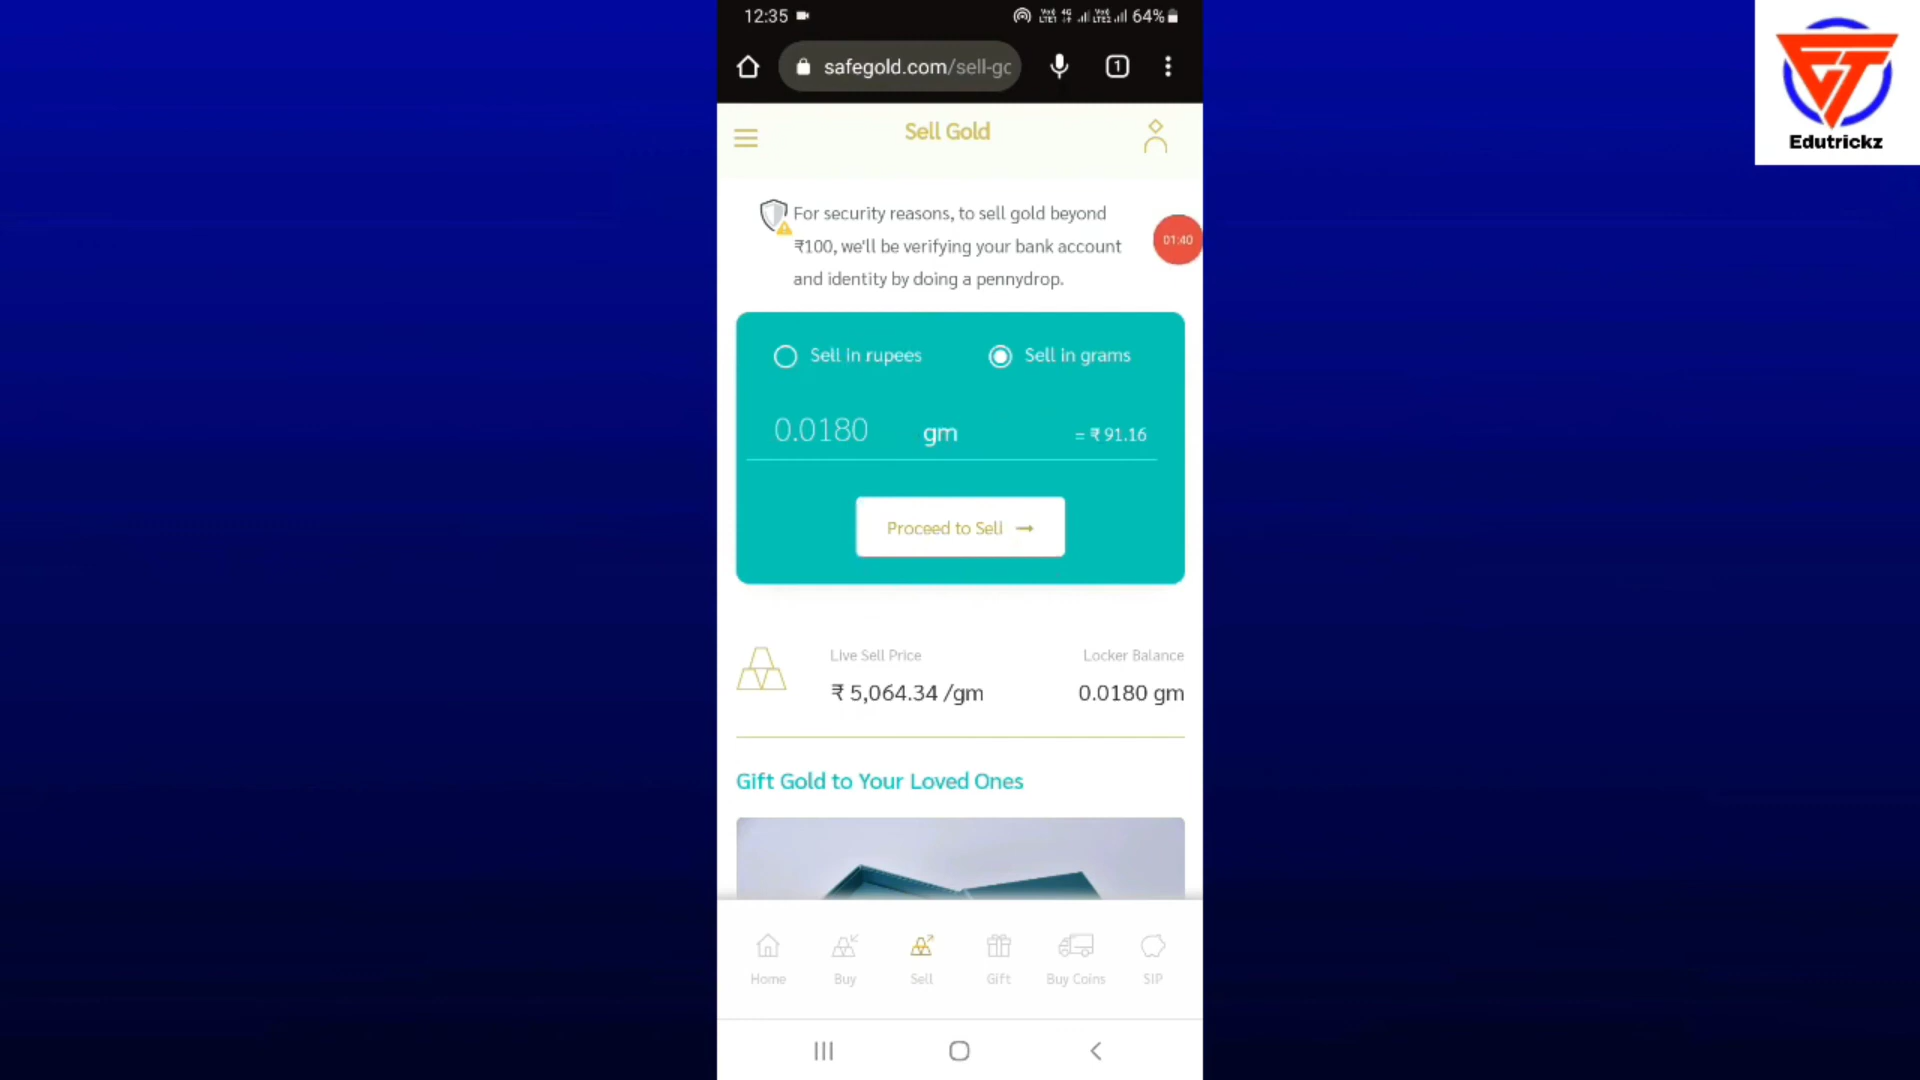 12:35
64%
safegold.com/sell-gc
1
Sell Gold
For security reasons, to sell gold beyond
₹100, we'll be verifying your bank account
and identity by doing a pennydrop.
01:40
Sell in rupees
Sell in grams
0.0180 gm = ₹ 91.16
Proceed to Sell →
Live Sell Price
Locker Balance
₹ 5,064.34 /gm
0.0180 gm
Gift Gold to Your Loved Ones
Home
Buy
Sell
Gift
Buy Coins
SIP
Edutrickz